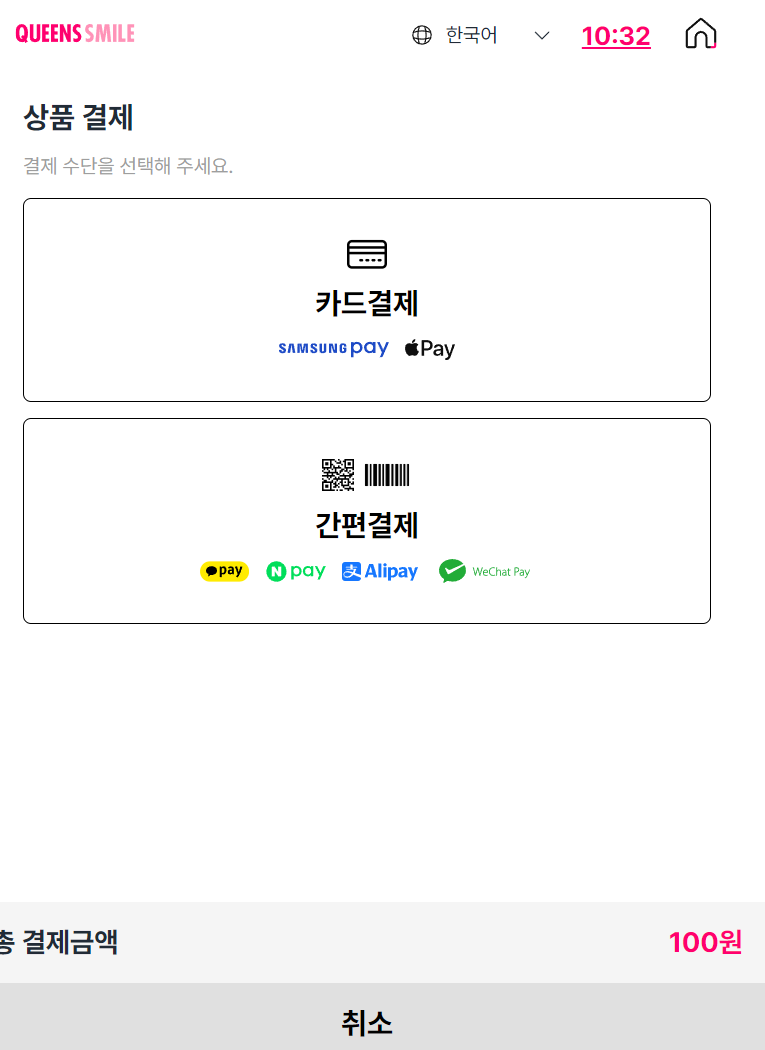 QUEENS SMILE
한국어
10:32
상품 결제
결제 수단을 선택해 주세요.
카드결제
SAMSUNG pay Pay
간편결제
pay N pay 支 Alipay WeChat Pay
총 결제금액
100원
취소